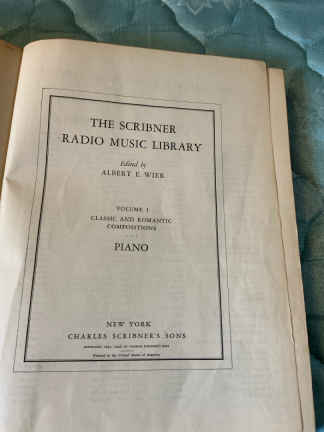 THE SCRIBNER
RADIO MUSIC LIBRARY
Edited by
ALBERT E. WIER
VOLUME I
CLASSIC AND ROMANTIC
COMPOSITIONS
PIANO
NEW YORK
CHARLES SCRIBNER'S SONS
Printed in the United States of America